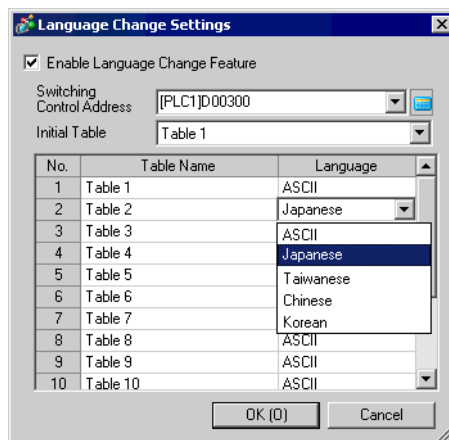 Language Change Settings
Enable Language Change Feature
Switching
Control Address
[PLC1]D00300
Initial Table
Table 1
No. Table Name Language
1 Table 1 ASCII
2 Table 2 Japanese
3 Table 3 ASCII
4 Table 4 Japanese
5 Table 5 Taiwanese
6 Table 6 Chinese
7 Table 7 Korean
8 Table 8 ASCII
9 Table 9 ASCII
10 Table 10 ASCII
OK (O) Cancel